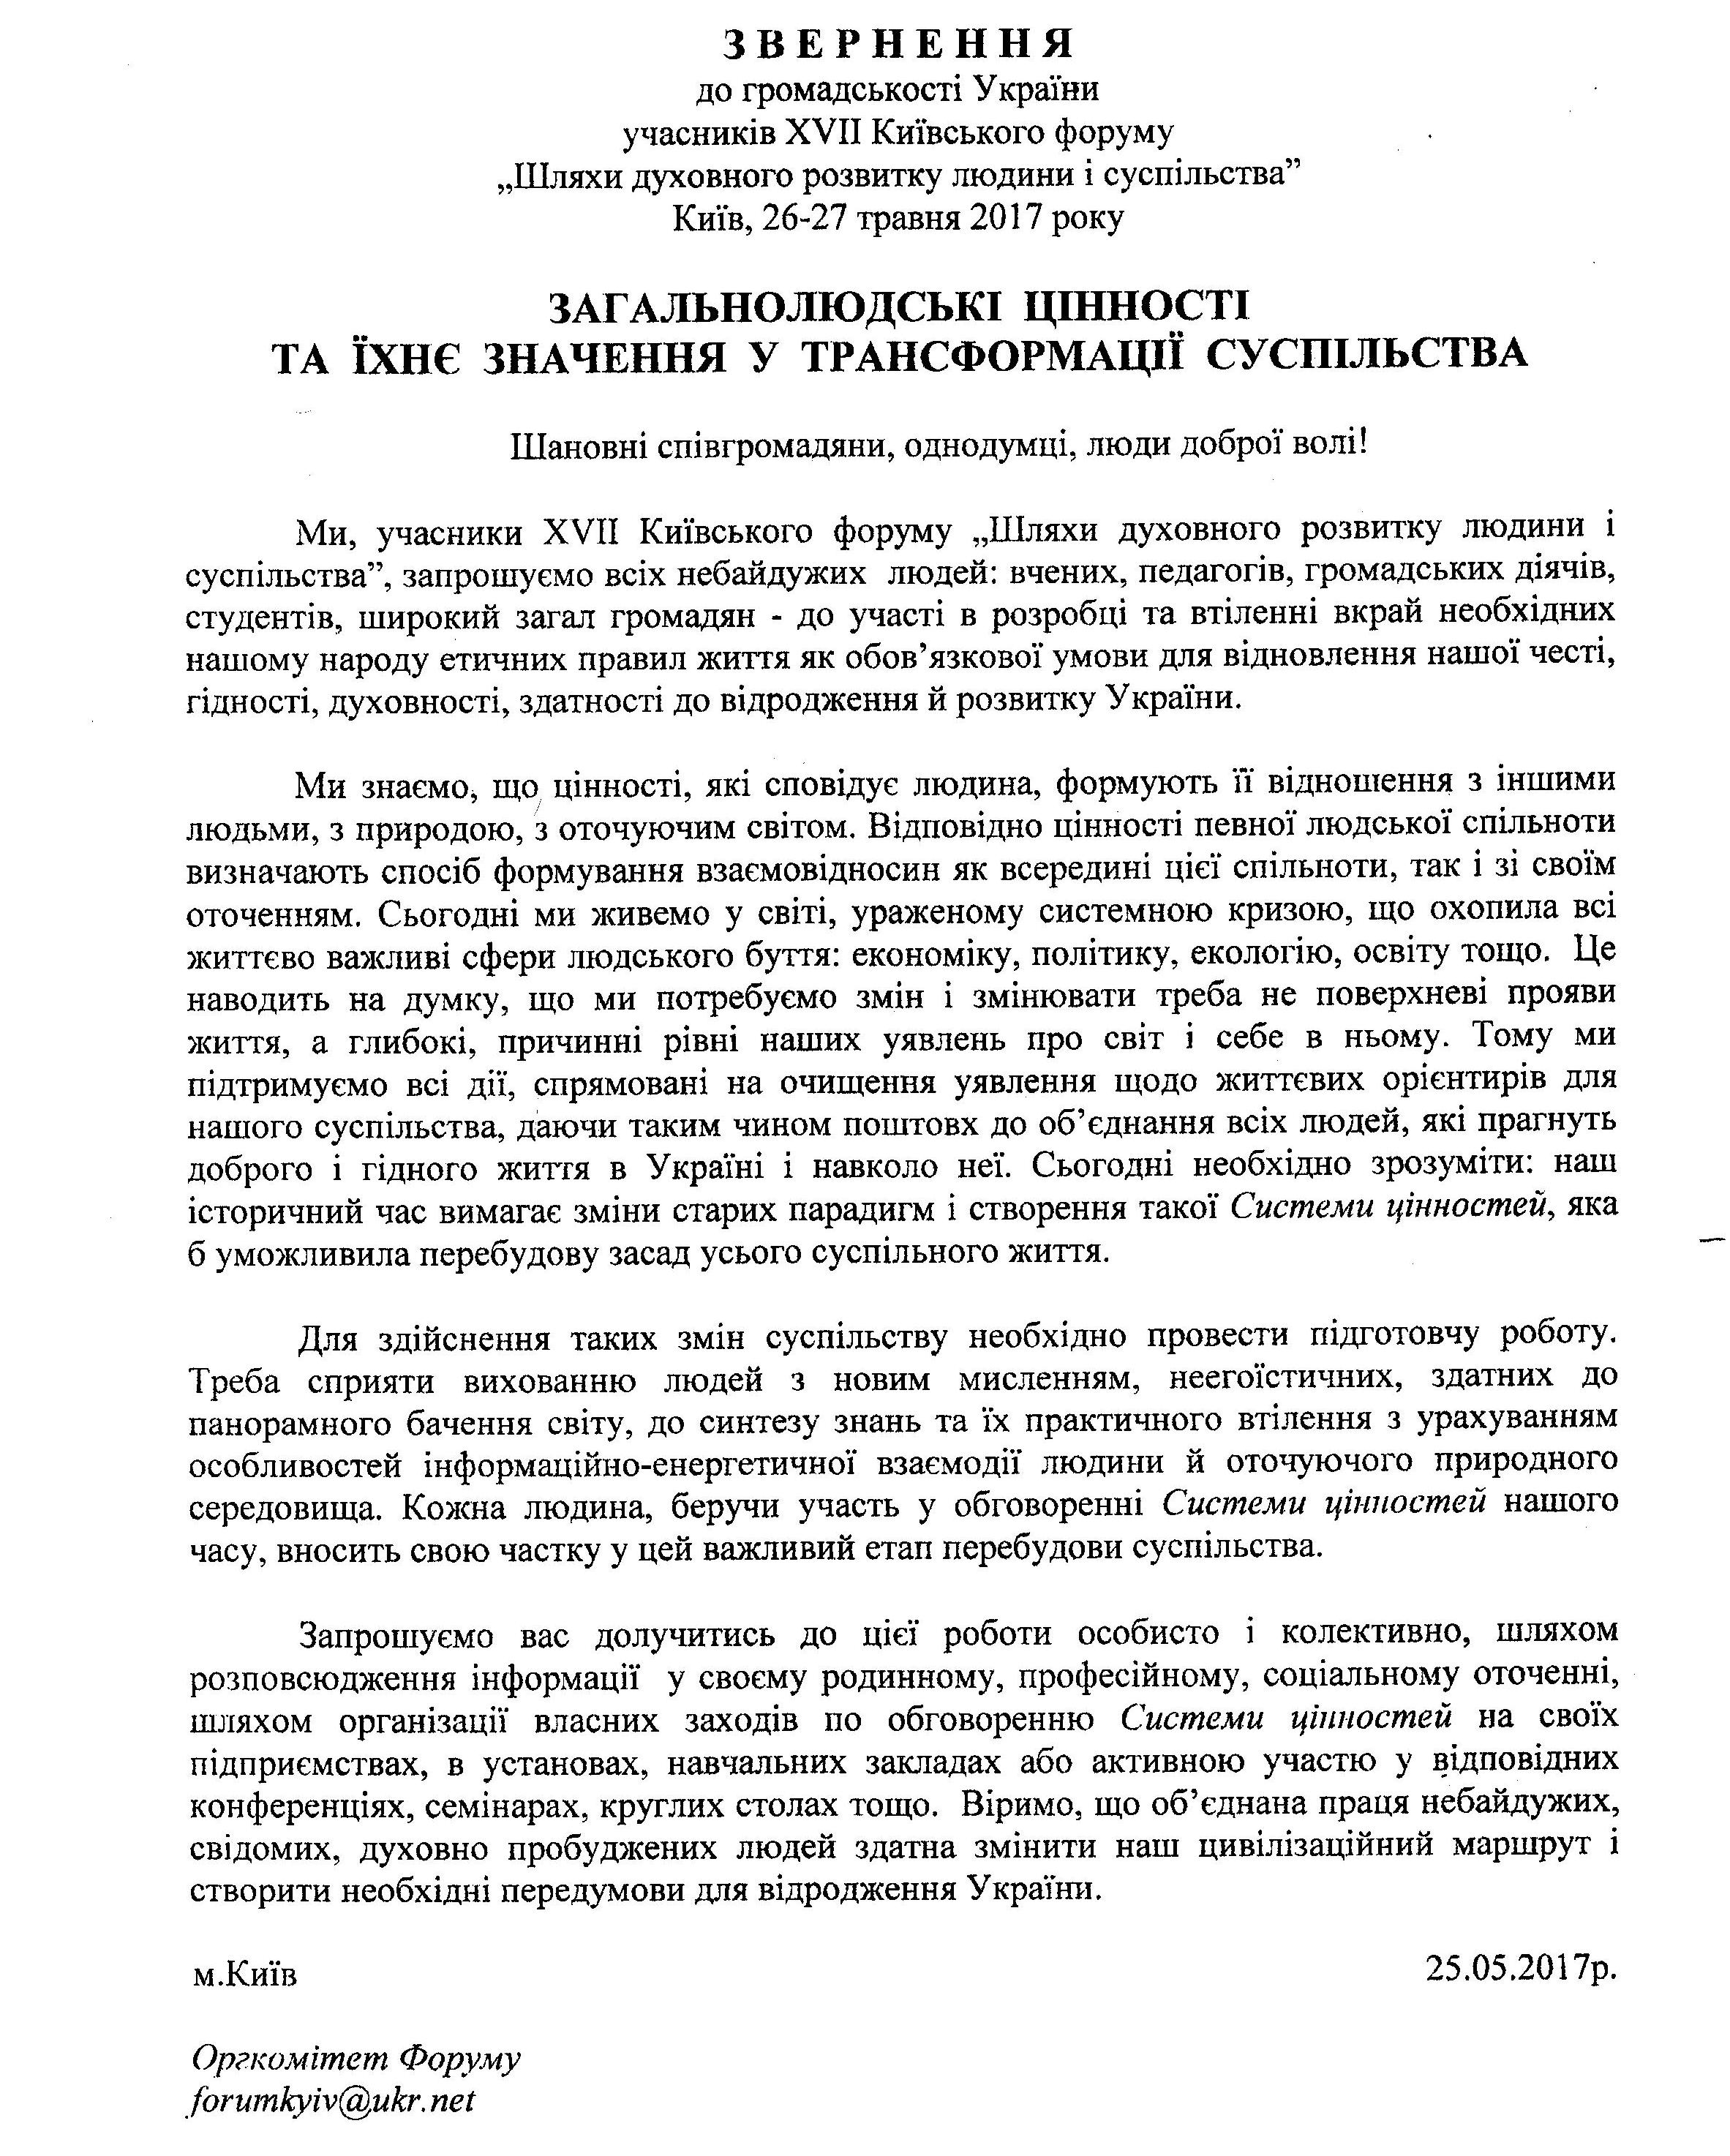 ЗВЕРНЕННЯ
до громадськості України
учасників XVII Київського форуму
„Шляхи духовного розвитку людини і суспільства”
Київ, 26-27 травня 2017 року
ЗАГАЛЬНОЛЮДСЬКІ ЦІННОСТІ
ТА ЇХНЄ ЗНАЧЕННЯ У ТРАНСФОРМАЦІЇ СУСПІЛЬСТВА
Шановні співгромадяни, однодумці, люди доброї волі!
Ми, учасники XVII Київського форуму „Шляхи духовного розвитку людини і
суспільства”, запрошуємо всіх небайдужих людей: вчених, педагогів, громадських діячів,
студентів, широкий загал громадян - до участі в розробці та втіленні вкрай необхідних
нашому народу етичних правил життя як обов’язкової умови для відновлення нашої честі,
гідності, духовності, здатності до відродження й розвитку України.
Ми знаємо, що цінності, які сповідує людина, формують її відношення з іншими
людьми, з природою, з оточуючим світом. Відповідно цінності певної людської спільноти
визначають спосіб формування взаємовідносин як всередині цієї спільноти, так і зі своїм
оточенням. Сьогодні ми живемо у світі, ураженому системною кризою, що охопила всі
життєво важливі сфери людського буття: економіку, політику, екологію, освіту тощо. Це
наводить на думку, що ми потребуємо змін і змінювати треба не поверхневі прояви
життя, а глибокі, причинні рівні наших уявлень про світ і себе в ньому. Тому ми
підтримуємо всі дії, спрямовані на очищення уявлення щодо життєвих орієнтирів для
нашого суспільства, даючи таким чином поштовх до об’єднання всіх людей, які прагнуть
доброго і гідного життя в Україні і навколо неї. Сьогодні необхідно зрозуміти: наш
історичний час вимагає зміни старих парадигм і створення такої Системи цінностей, яка
б уможливила перебудову засад усього суспільного життя.
Для здійснення таких змін суспільству необхідно провести підготовчу роботу.
Треба сприяти вихованню людей з новим мисленням, неегоїстичних, здатних до
панорамного бачення світу, до синтезу знань та їх практичного втілення з урахуванням
особливостей інформаційно-енергетичної взаємодії людини й оточуючого природного
середовища. Кожна людина, беручи участь у обговоренні Системи цінностей нашого
часу, вносить свою частку у цей важливий етап перебудови суспільства.
Запрошуємо вас долучитись до цієї роботи особисто і колективно, шляхом
розповсюдження інформації у своєму родинному, професійному, соціальному оточенні,
шляхом організації власних заходів по обговоренню Системи цінностей на своїх
підприємствах, в установах, навчальних закладах або активною участю у відповідних
конференціях, семінарах, круглих столах тощо. Віримо, що об’єднана праця небайдужих,
свідомих, духовно пробуджених людей здатна змінити наш цивілізаційний маршрут і
створити необхідні передумови для відродження України.
м.Київ 25.05.2017р.
Оргкомітет Форуму
forumkyiv@ukr.net